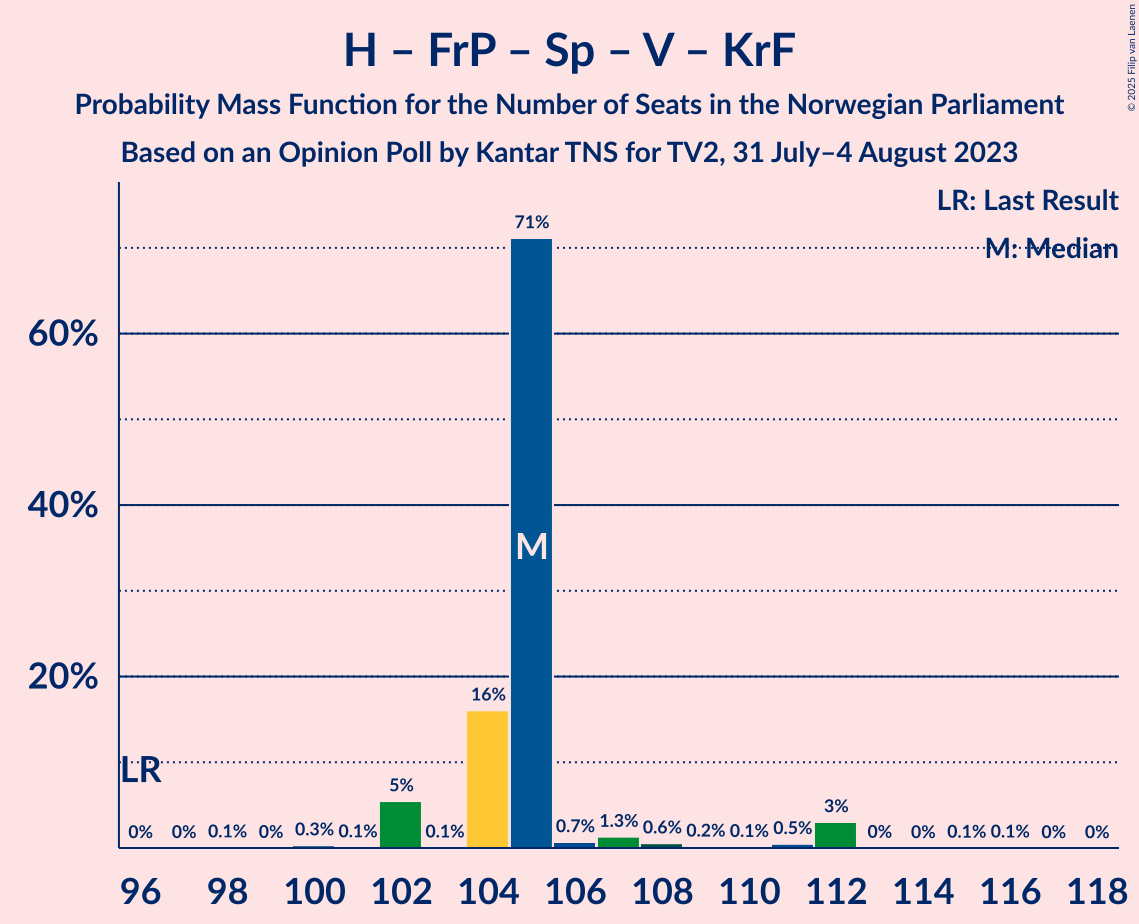 H – FrP – Sp – V – KrF
Probability Mass Function for the Number of Seats in the Norwegian Parliament
Based on an Opinion Poll by Kantar TNS for TV2, 31 July–4 August 2023
© 2025 Filip van Laenen
LR: Last Result
M: Median
60%
40%
20%
LR
M
0% 0% 0.1% 0% 0.3% 0.1% 5% 0.1% 16% 71% 0.7% 1.3% 0.6% 0.2% 0.1% 0.5% 3% 0% 0% 0.1% 0.1% 0% 0%
96 98 100 102 104 106 108 110 112 114 116 118